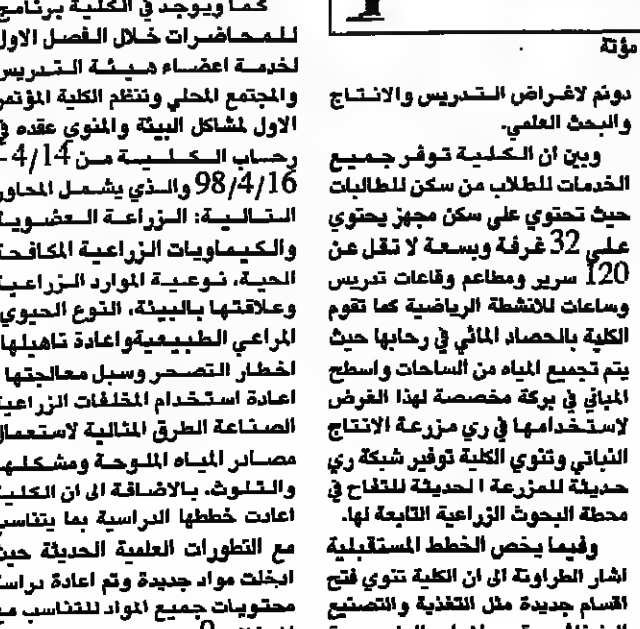 مؤتة
دونم لاغراض التدريس والانتاج
والبحث العلمي.
وبين ان الكلية توفر جميع
الخدمات للطلاب من سكن للطالبات
حيث تحتوي على سكن مجهز يحتوي
على 32 غرفة وبسعة لا تقل عن
120 سرير ومطاعم وقاعات تدريس
وساعات للانشطة الرياضية كما تقوم
الكلية بالحصاد المائي في رحابها حيث
يتم تجميع المياه من الساحات واسطح
المباني في بركة مخصصة لهذا الغرض
لاستخدامها في ري مزرعة الانتاج
النباتي وتنوي الكلية توفير شبكة ري
حديثة للمزرعة ا لحديثة للتفاح في
محطة البحوث الزراعية التابعة لها.
وفيما يخص الخطط المستقبلية
اشار الطراونة الى ان الكلية تنوي فتح
اقسام جديدة مثل التغذية والتصنيع
كما ويوجد في الكلية برنامج
للمحاضرات خلال الفصل الاول
لخدمة اعضاء هيئة التدريس
والمجتمع المحلي وتنظم الكلية المؤتمر
الاول لمشاكل البيئة والمنوي عقده في
رحساب الكلية من 4/14 -
98/4/16 والذي يشمل المحاور
التالية: الزراعة العضوية
والكيماويات الزراعية المكافحة
الحية، نوعية الموارد الزراعية
وعلاقتها بالبيئة، التنوع الحيوي
المراعي الطبيعيةواعادة تاهيلها
اخطار التصحر وسبل معالجتها
اعادة استخدام المخلفات الزراعية
الصناعة الطرق المثالية لاستعمال
مصادر المياه الملوحة ومشكلها
والتلوث. بالاضافة الى ان الكلية
اعادت خططها الدراسية بما يتناسب
مع التطورات العلمية الحديثة حيث
ادخلت مواد جديدة وتم اعادة دراسة
محتويات جميع المواد للتناسب مع